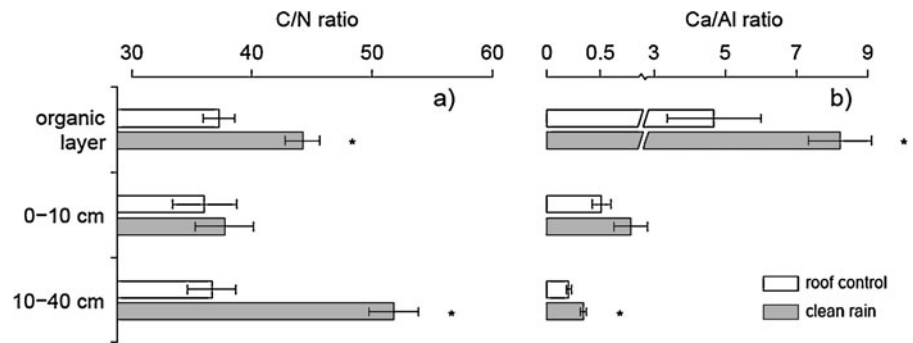 C/N ratio
Ca/Al ratio
30 40 50 60
0 0.5 3 5 7 9
a)
b)
organic
layer
*
*
0–10 cm
10–40 cm
*
*
roof control
clean rain